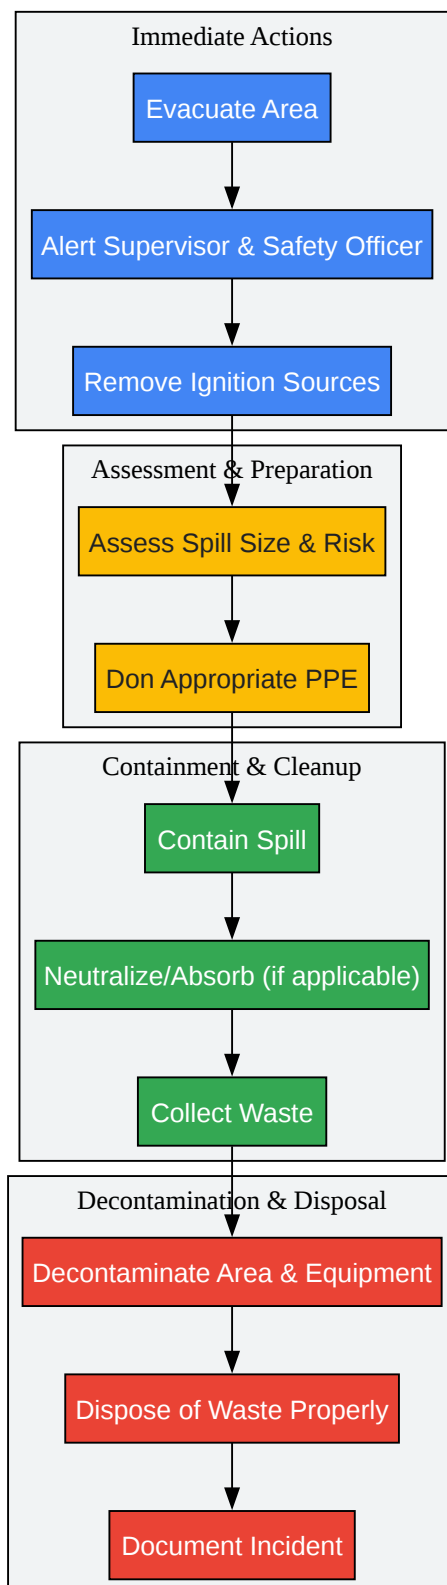 Immediate Actions
Evacuate Area
Alert Supervisor & Safety Officer
Remove Ignition Sources
Assessment & Preparation
Assess Spill Size & Risk
Don Appropriate PPE
Containment & Cleanup
Contain Spill
Neutralize/Absorb (if applicable)
Collect Waste
Decontamination & Disposal
Decontaminate Area & Equipment
Dispose of Waste Properly
Document Incident